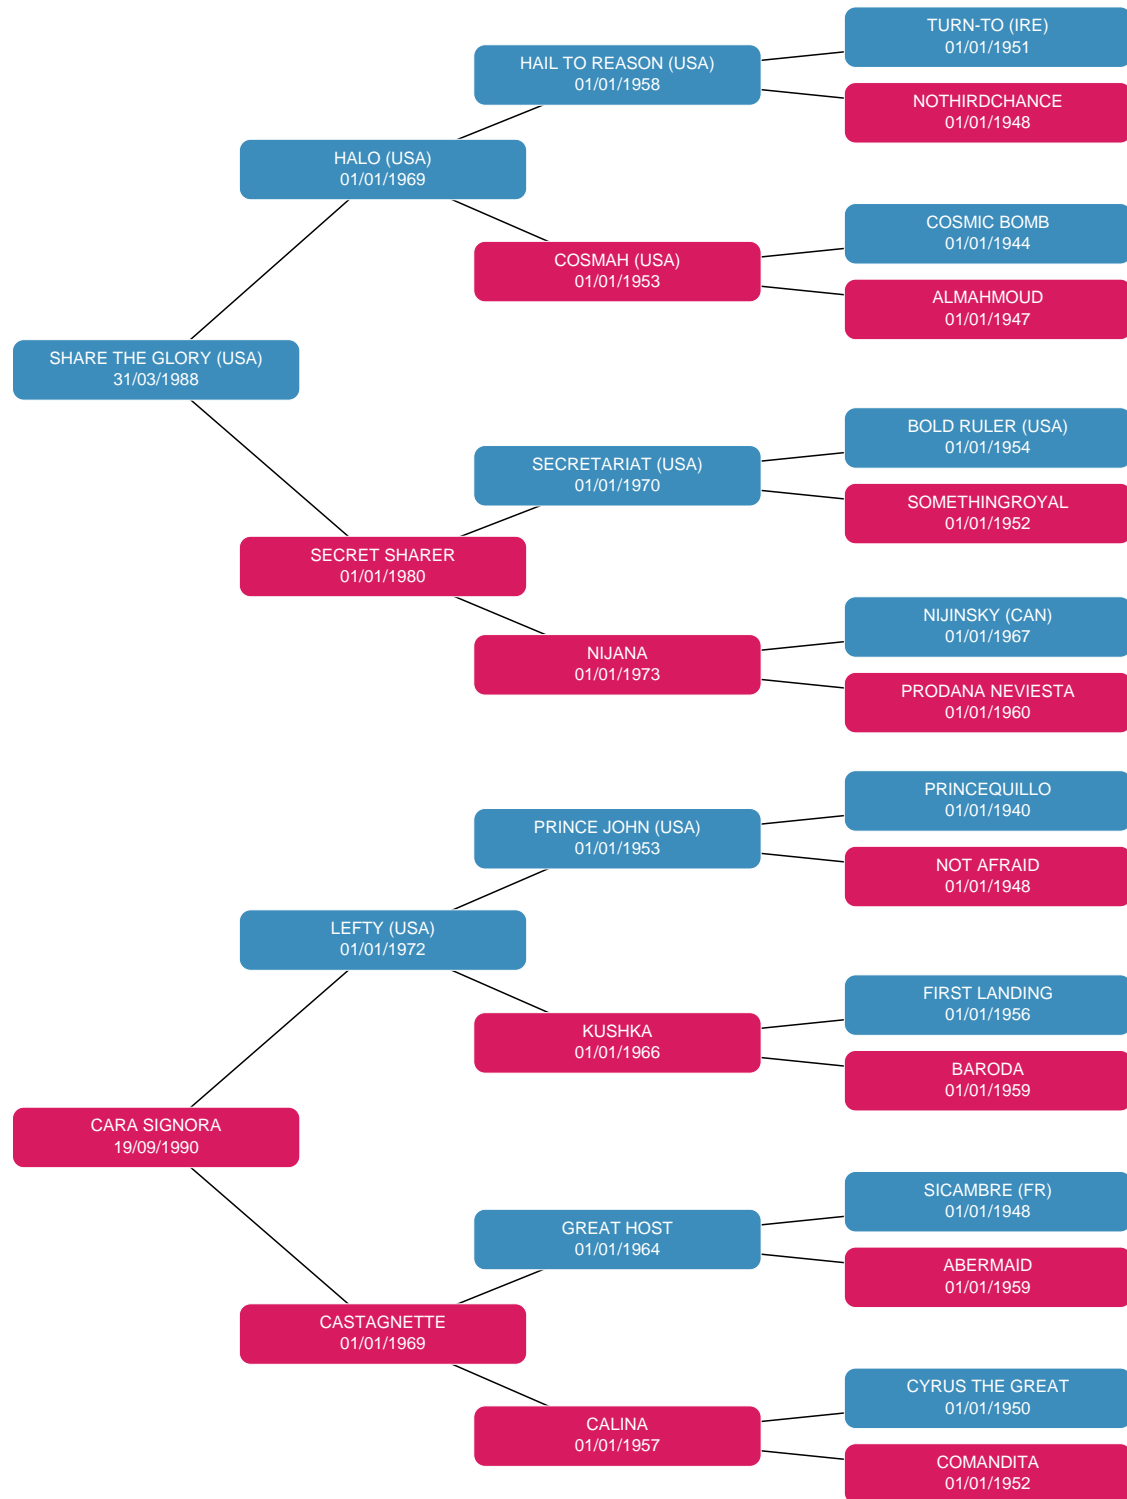 TURN-TO (IRE)
01/01/1951
HAIL TO REASON (USA)
01/01/1958
NOTHIRDCHANCE
01/01/1948
HALO (USA)
01/01/1969
COSMIC BOMB
01/01/1944
COSMAH (USA)
01/01/1953
ALMAHMOUD
01/01/1947
SHARE THE GLORY (USA)
31/03/1988
BOLD RULER (USA)
01/01/1954
SECRETARIAT (USA)
01/01/1970
SOMETHINGROYAL
01/01/1952
SECRET SHARER
01/01/1980
NIJINSKY (CAN)
01/01/1967
NIJANA
01/01/1973
PRODANA NEVIESTA
01/01/1960
PRINCEQUILLO
01/01/1940
PRINCE JOHN (USA)
01/01/1953
NOT AFRAID
01/01/1948
LEFTY (USA)
01/01/1972
FIRST LANDING
01/01/1956
KUSHKA
01/01/1966
BARODA
01/01/1959
CARA SIGNORA
19/09/1990
SICAMBRE (FR)
01/01/1948
GREAT HOST
01/01/1964
ABERMAID
01/01/1959
CASTAGNETTE
01/01/1969
CYRUS THE GREAT
01/01/1950
CALINA
01/01/1957
COMANDITA
01/01/1952